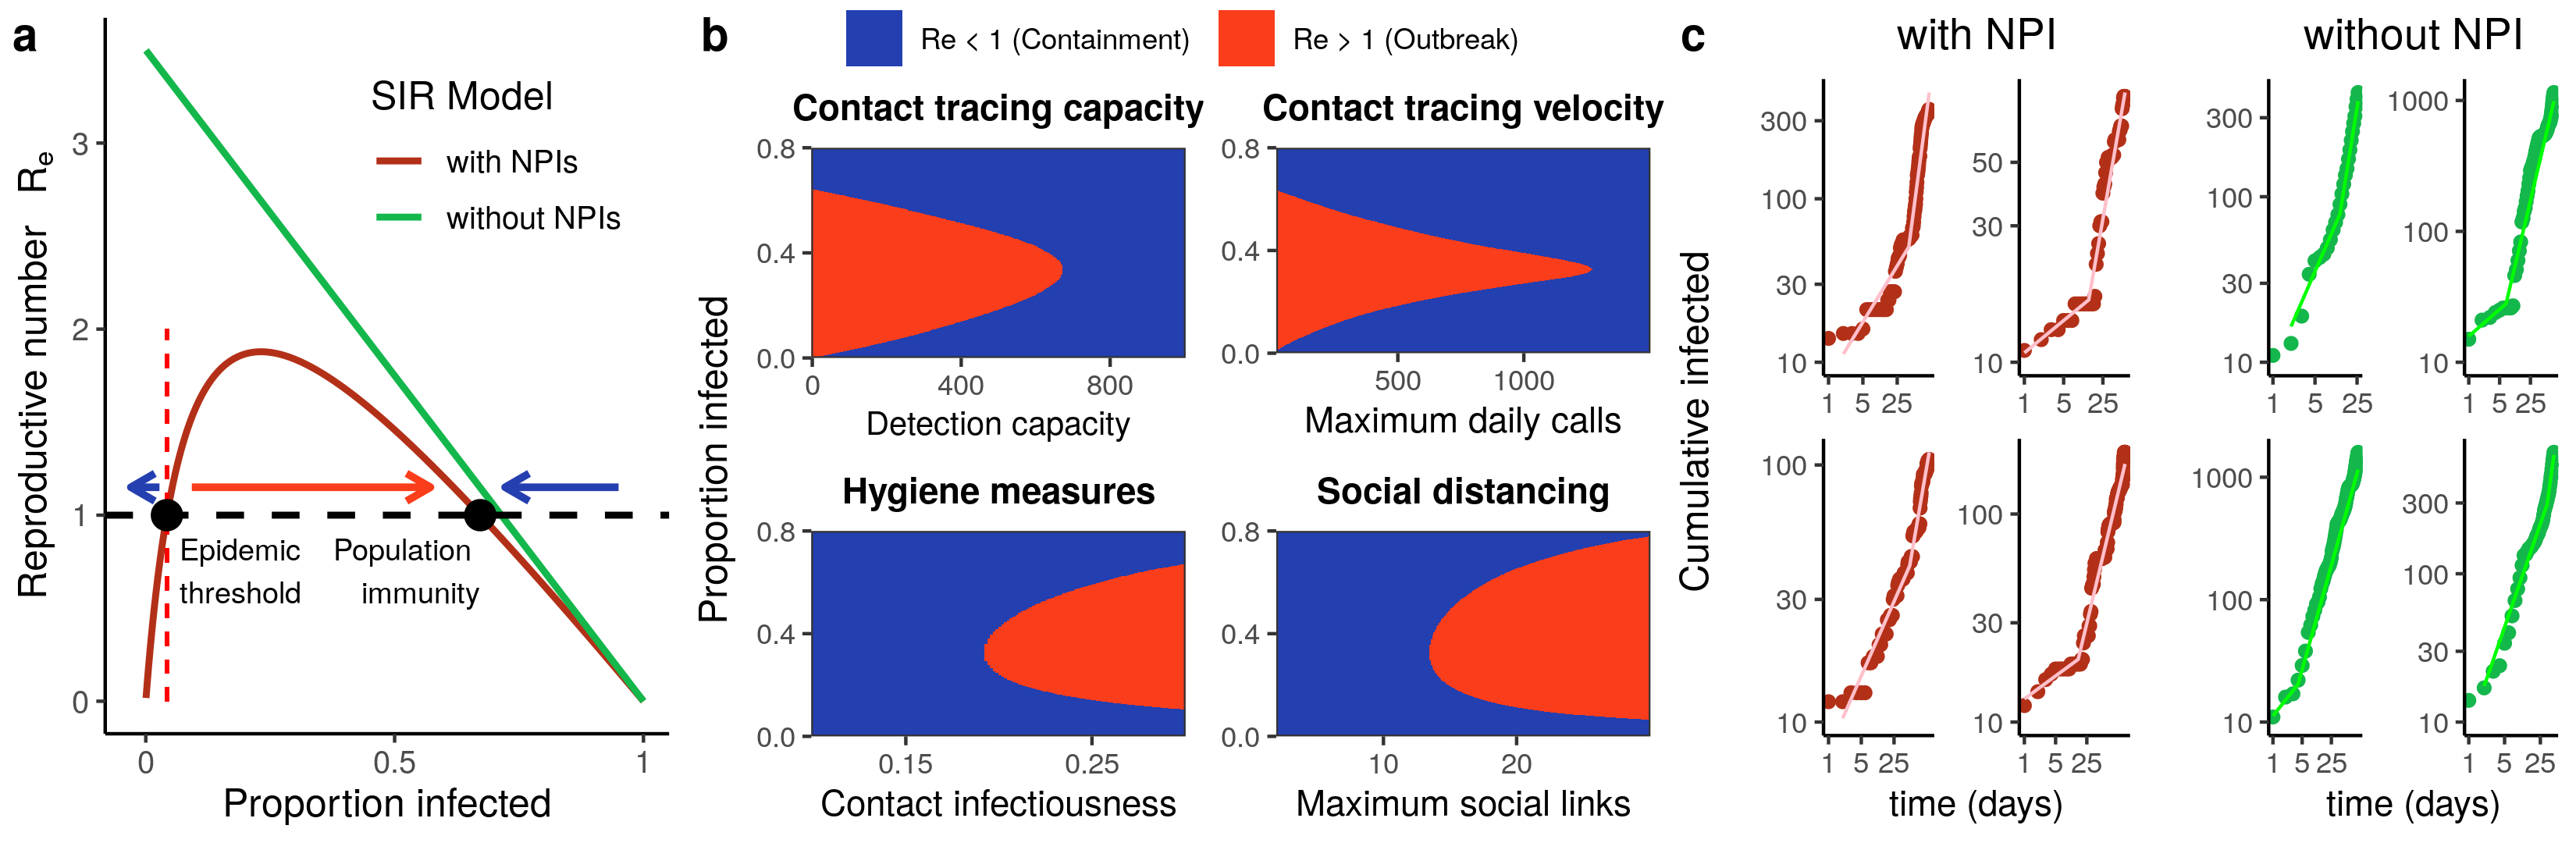 a
Reproductive number Re
3
2
1
0
SIR Model
with NPIs
without NPIs
Epidemic
threshold
Population
immunity
0
0.5
1
Proportion infected
b
Re < 1 (Containment)
Re > 1 (Outbreak)
Proportion infected
Contact tracing capacity
0.8
0.4
0.0
0
400
800
Detection capacity
Contact tracing velocity
0.8
0.4
0.0
500
1000
Maximum daily calls
Hygiene measures
0.8
0.4
0.0
0.15
0.25
Contact infectiousness
Social distancing
0.8
0.4
0.0
10
20
Maximum social links
c
with NPI
without NPI
Cumulative infected
300
100
30
10
1 5 25
50
30
10
1 5 25
300
100
30
10
1 5 25
1000
100
10
1 5 25
100
30
10
1 5 25
100
30
10
1 5 25
1000
100
10
1 5 25
300
100
30
10
1 5 25
time (days)
time (days)